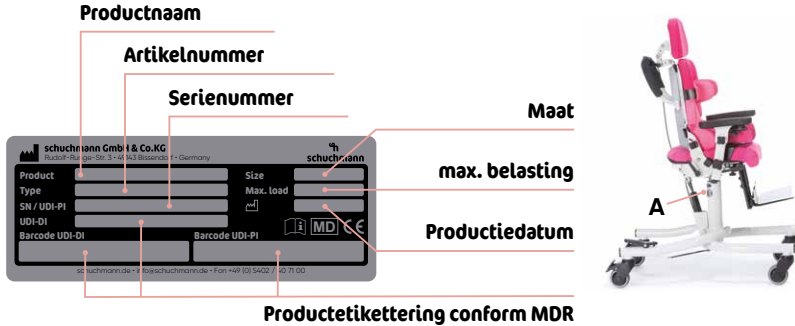 Productnaam
Artikelnummer
Serienummer
Maat
max. belasting
Productiedatum
schuchmann GmbH & Co.KG
Rudolf-Runge-Str. 3 • 49143 Bissendorf • Germany
schuchmann
Product
Size
Type
Max. load
SN / UDI-PI
UDI-DI
MD CE
Barcode UDI-DI
Barcode UDI-PI
schuchmann.de • info@schuchmann.de • Fon +49 (0) 5402 / 40 71 00
Productetikettering conform MDR
A